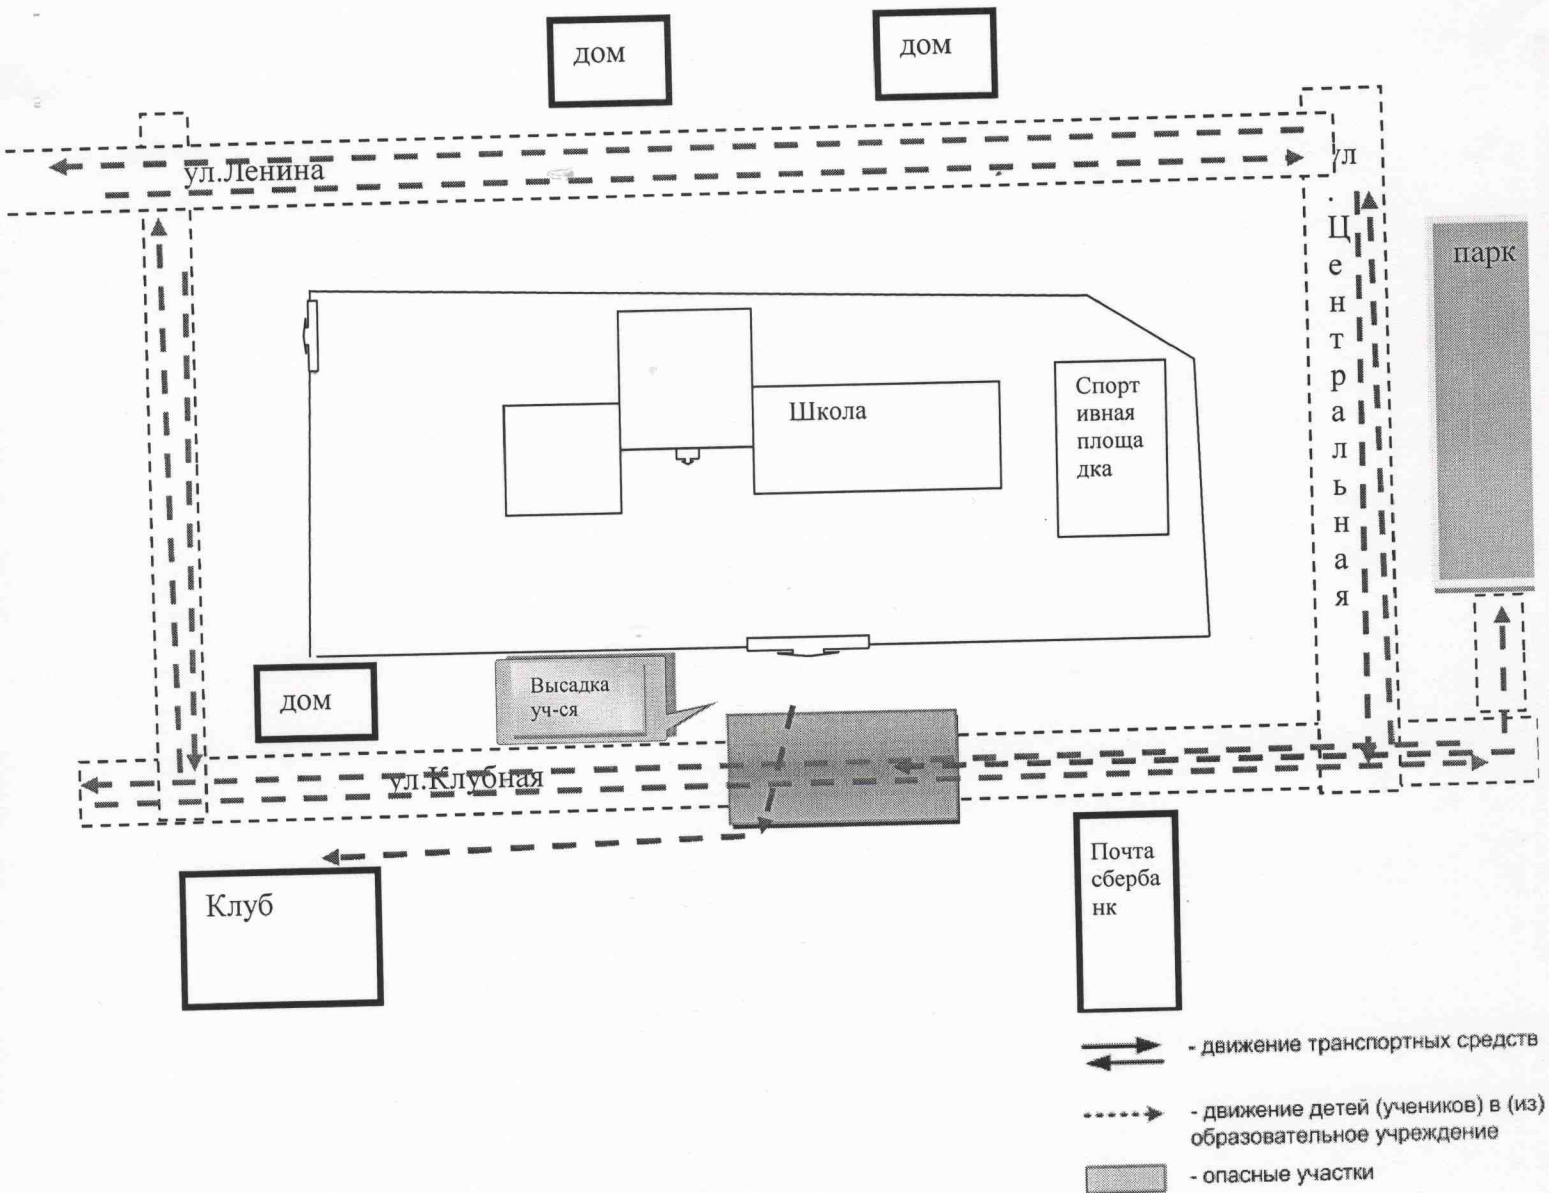 дом
дом
ул.Ленина
ул
.
Ц
е
н
т
р
а
л
ь
н
а
я
парк
Школа
Спорт
ивная
площа
дка
дом
Высадка
уч-ся
ул.Клубная
Клуб
Почта
сберба
нк
- движение транспортных средств
- движение детей (учеников) в (из)
образовательное учреждение
- опасные участки